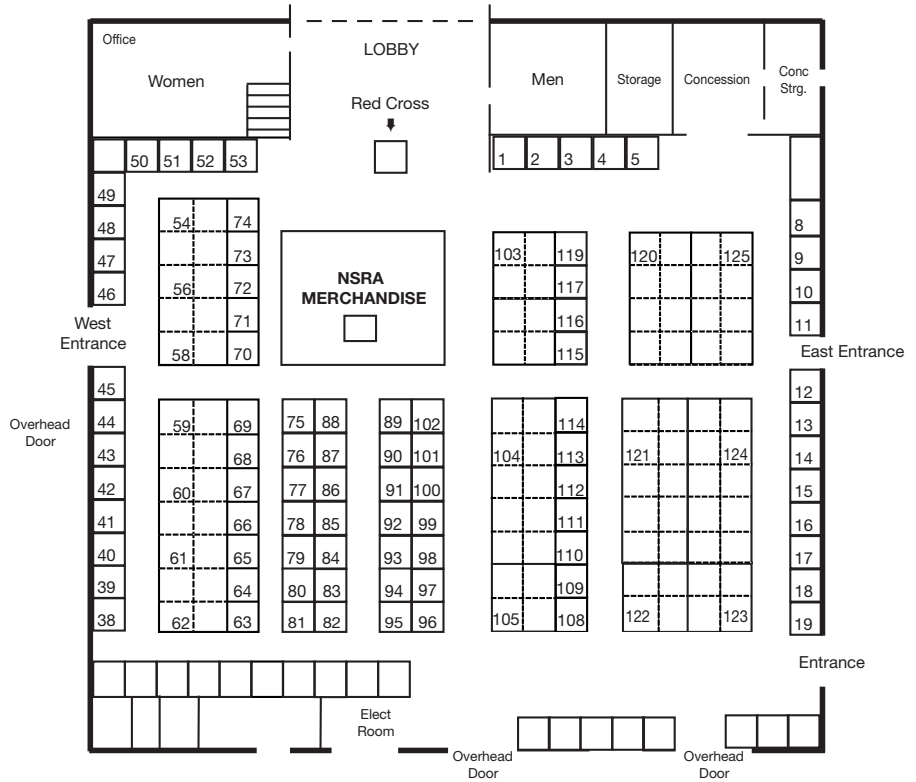 Office
LOBBY
Women
Men
Storage
Concession
Conc
Strg.
Red Cross
50 51 52 53
1 2 3 4 5
49
48
47
46
54 74
73
56 72
71
58 70
NSRA
MERCHANDISE
103 119
117
116
115
120 125
8
9
10
11
West
Entrance
East Entrance
45
44
43
42
41
40
39
38
Overhead
Door
59 69
68
60 67
66
61 65
64
62 63
75 88
76 87
77 86
78 85
79 84
80 83
81 82
89 102
90 101
91 100
92 99
93 98
94 97
95 96
114
104 113
112
111
110
109
105 108
121 124
122 123
12
13
14
15
16
17
18
19
Entrance
Elect
Room
Overhead
Door
Overhead
Door